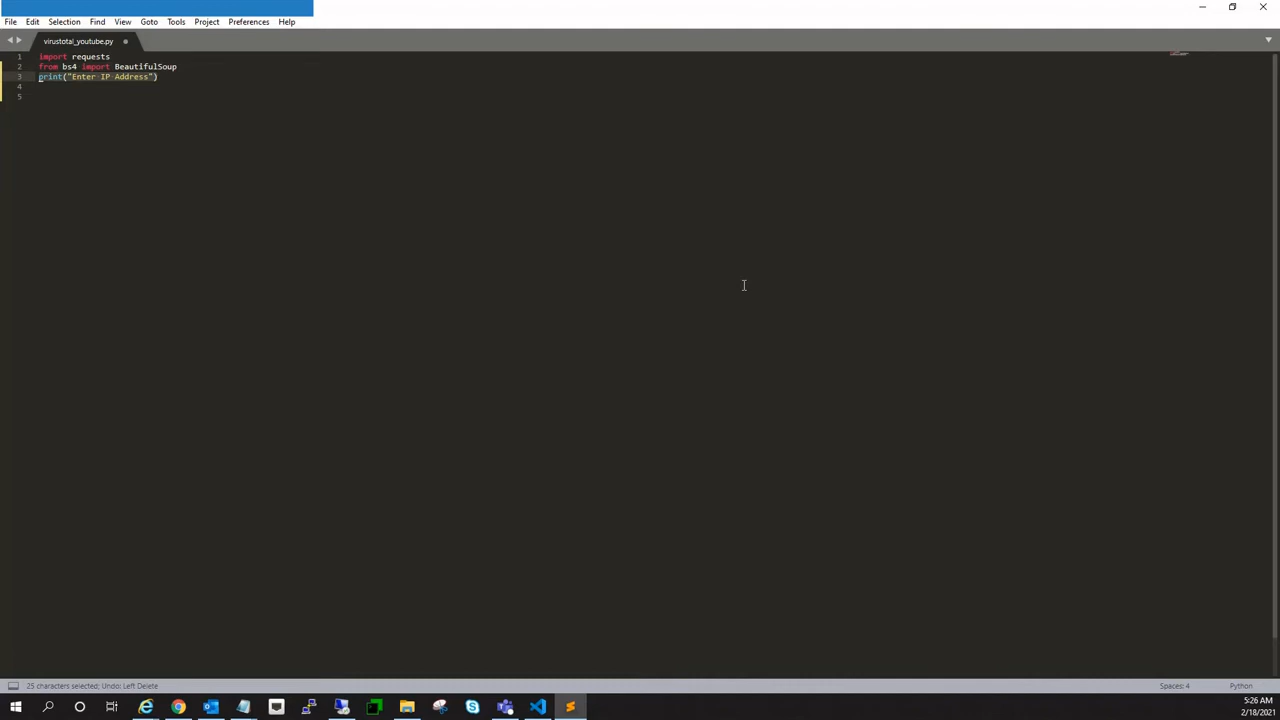 File Edit Selection Find View Goto Tools Project Preferences Help
virustotal_youtube.py
1 import requests
2 from bs4 import BeautifulSoup
3 print("Enter IP Address")
4
5
25 characters selected; Undo: Left Delete
Spaces: 4 Python
5:26 AM
2/18/2021